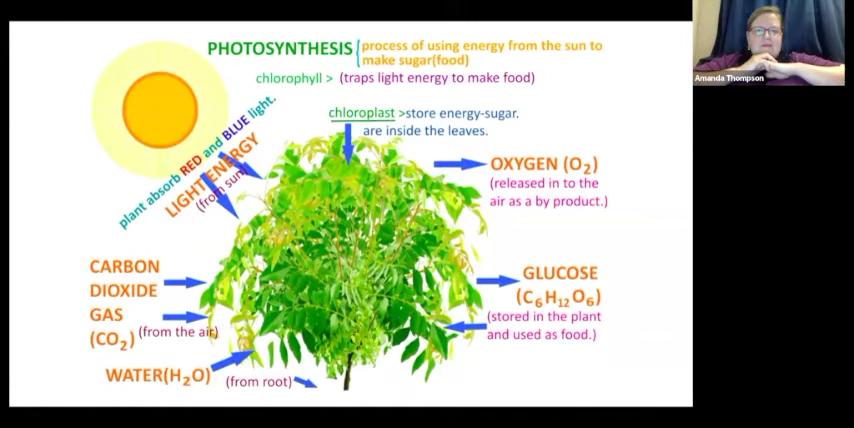 PHOTOSYNTHESIS
process of using energy from the sun to
make sugar(food)
chlorophyll > (traps light energy to make food)
chloroplast >store energy-sugar.
are inside the leaves.
plant absorb RED and BLUE light.
LIGHT ENERGY
(from sun)
OXYGEN (O₂)
(released in to the
air as a by product.)
CARBON
DIOXIDE
GAS
(CO₂) (from the air)
GLUCOSE
(C₆H₁₂O₆)
(stored in the plant
and used as food.)
WATER(H₂O) (from root)
Amanda Thompson